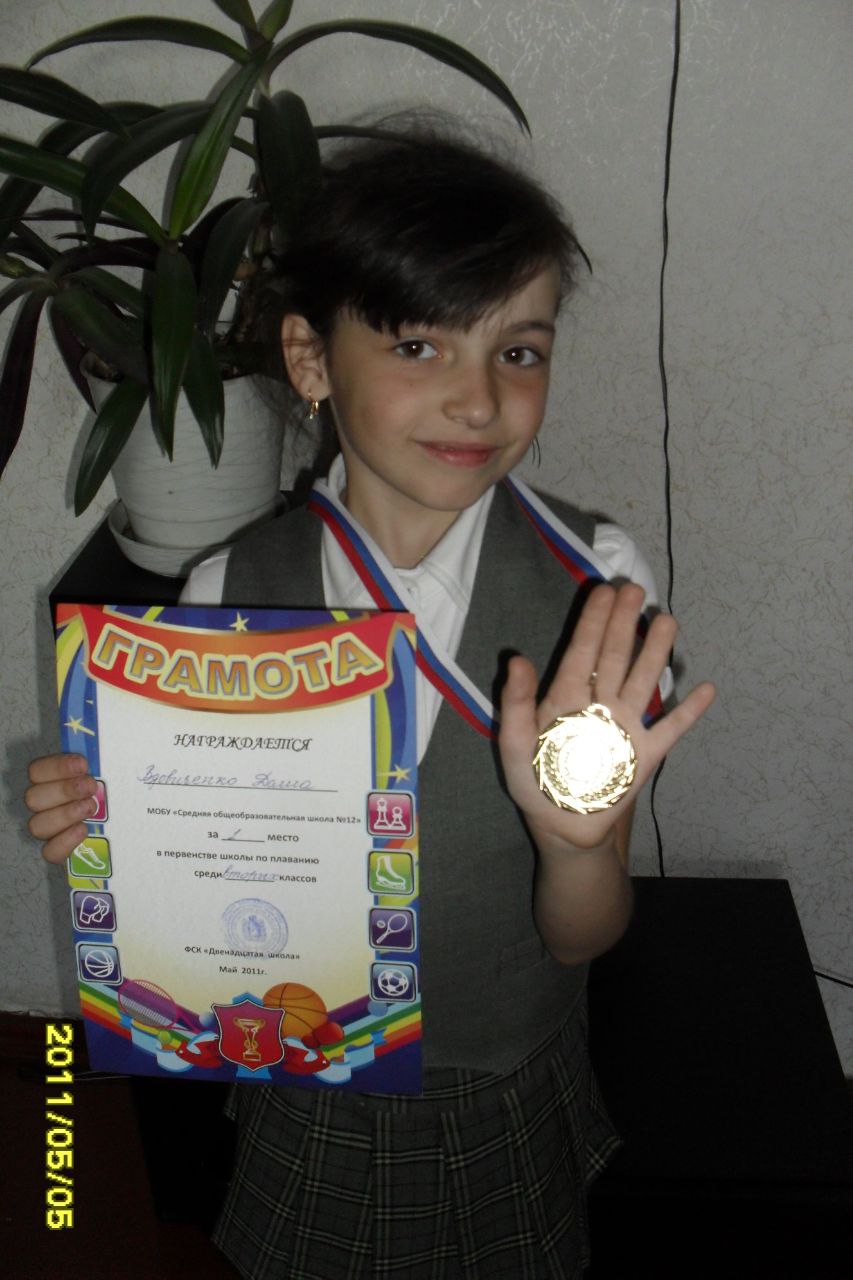 ГРАМОТА
НАГРАЖДАЕТСЯ
Вдовиченко
МОБУ «Средняя общеобразовательная школа №12»
за 1 место
в первенстве школы по плаванию
среди вторых классов
ФСК «Двенадцатая школа»
Май 2011г.
2011/05/05